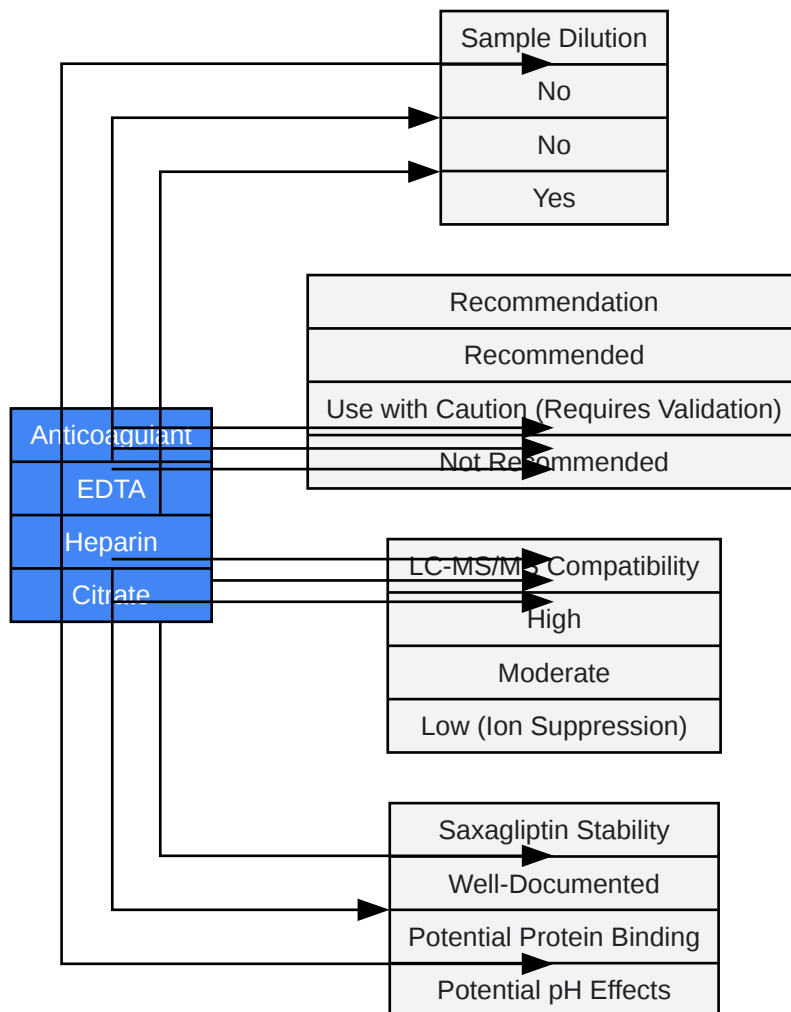 Sample Dilution
No
No
Yes
Recommendation
Recommended
Use with Caution (Requires Validation)
Not Recommended
Anticoaguiant
EDTA
Heparin
Citrate
LC-MS/MS Compatibility
High
Moderate
Low (Ion Suppression)
Saxagliptin Stability
Well-Documented
Potential Protein Binding
Potential pH Effects